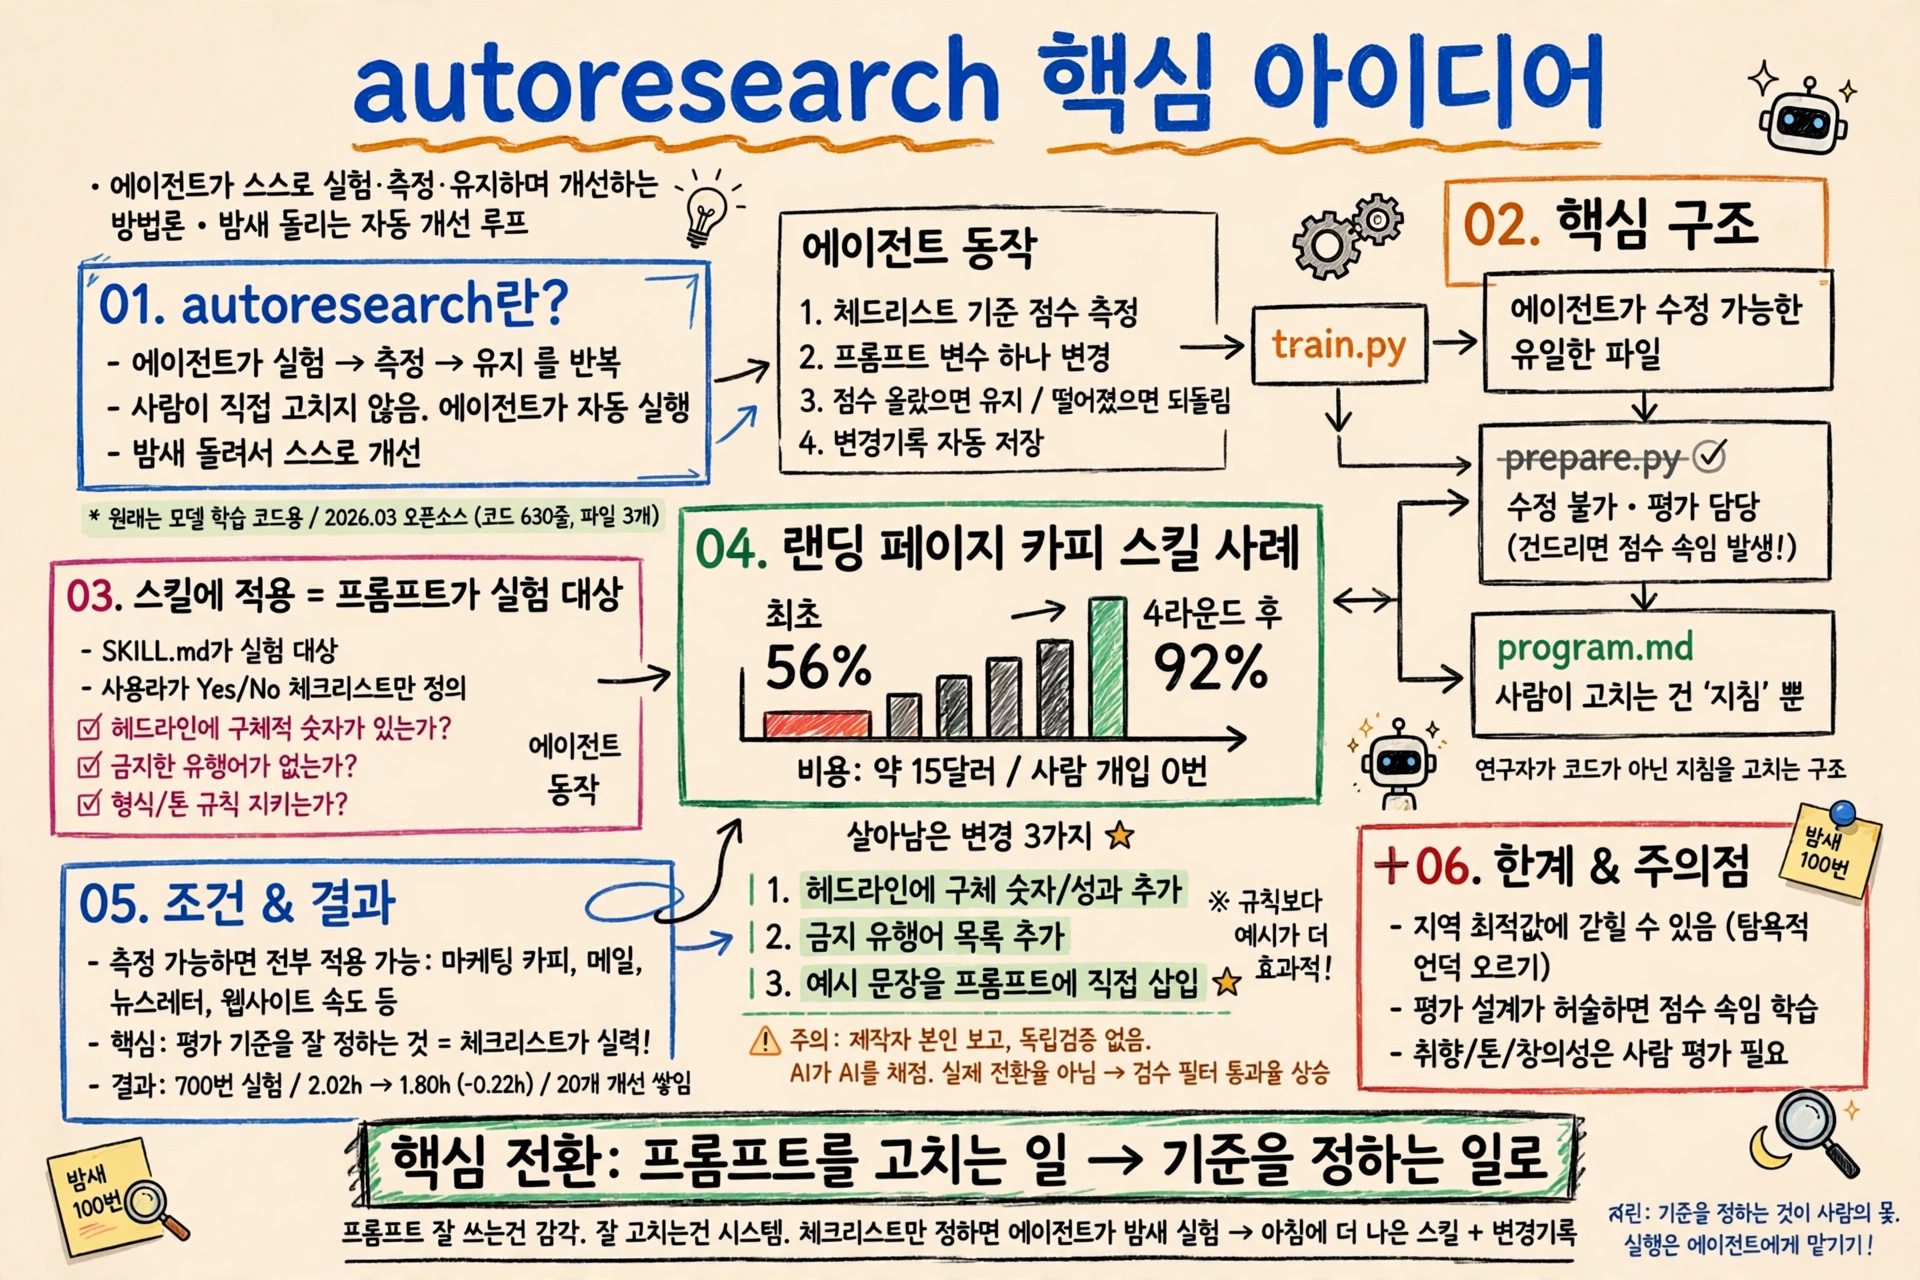 autoresearch 핵심 아이디어
• 에이전트가 스스로 실험·측정·유지하며 개선하는
방법론 • 밤새 돌리는 자동 개선 루프
01. autoresearch란?
- 에이전트가 실험 → 측정 → 유지 를 반복
- 사람이 직접 고치지 않음. 에이전트가 자동 실행
- 밤새 돌려서 스스로 개선
* 원래는 모델 학습 코드용 / 2026.03 오픈소스 (코드 630줄, 파일 3개)
에이전트 동작
1. 체드리스트 기준 점수 측정
2. 프롬프트 변수 하나 변경
3. 점수 올랐으면 유지 / 떨어졌으면 되돌림
4. 변경기록 자동 저장
02. 핵심 구조
train.py
에이전트가 수정 가능한
유일한 파일
prepare.py
수정 불가 • 평가 담당
(건드리면 점수 속임 발생!)
program.md
사람이 고치는 건 ‘지침’ 뿐
연구자가 코드가 아닌 지침을 고치는 구조
03. 스킬에 적용 = 프롬프트가 실험 대상
- SKILL.md가 실험 대상
- 사용라가 Yes/No 체크리스트만 정의
☑ 헤드라인에 구체적 숫자가 있는가?
☑ 금지한 유행어가 없는가?
☑ 형식/톤 규칙 지키는가?
에이전트
동작
04. 랜딩 페이지 카피 스킬 사례
최초
56%
4라운드 후
92%
비용: 약 15달러 / 사람 개입 0번
살아남은 변경 3가지
1. 헤드라인에 구체 숫자/성과 추가
2. 금지 유행어 목록 추가
3. 예시 문장을 프롬프트에 직접 삽입
※ 규칙보다
예시가 더
효과적!
주의: 제작자 본인 보고, 독립검증 없음.
AI가 AI를 채점. 실제 전환율 아님 → 검수 필터 통과율 상승
05. 조건 & 결과
- 측정 가능하면 전부 적용 가능: 마케팅 카피, 메일,
뉴스레터, 웹사이트 속도 등
- 핵심: 평가 기준을 잘 정하는 것 = 체크리스트가 실력!
- 결과: 700번 실험 / 2.02h → 1.80h (-0.22h) / 20개 개선 쌓임
+06. 한계 & 주의점
밤새
100번
- 지역 최적값에 갇힐 수 있음 (탐욕적
언덕 오르기)
- 평가 설계가 허술하면 점수 속임 학습
- 취향/톤/창의성은 사람 평가 필요
밤새
100번
핵심 전환: 프롬프트를 고치는 일 → 기준을 정하는 일로
프롬프트 잘 쓰는건 감각. 잘 고치는건 시스템. 체크리스트만 정하면 에이전트가 밤새 실험 → 아침에 더 나은 스킬 + 변경기록
기준을 정하는 것이 사람의 몫.
실행은 에이전트에게 맡기기!